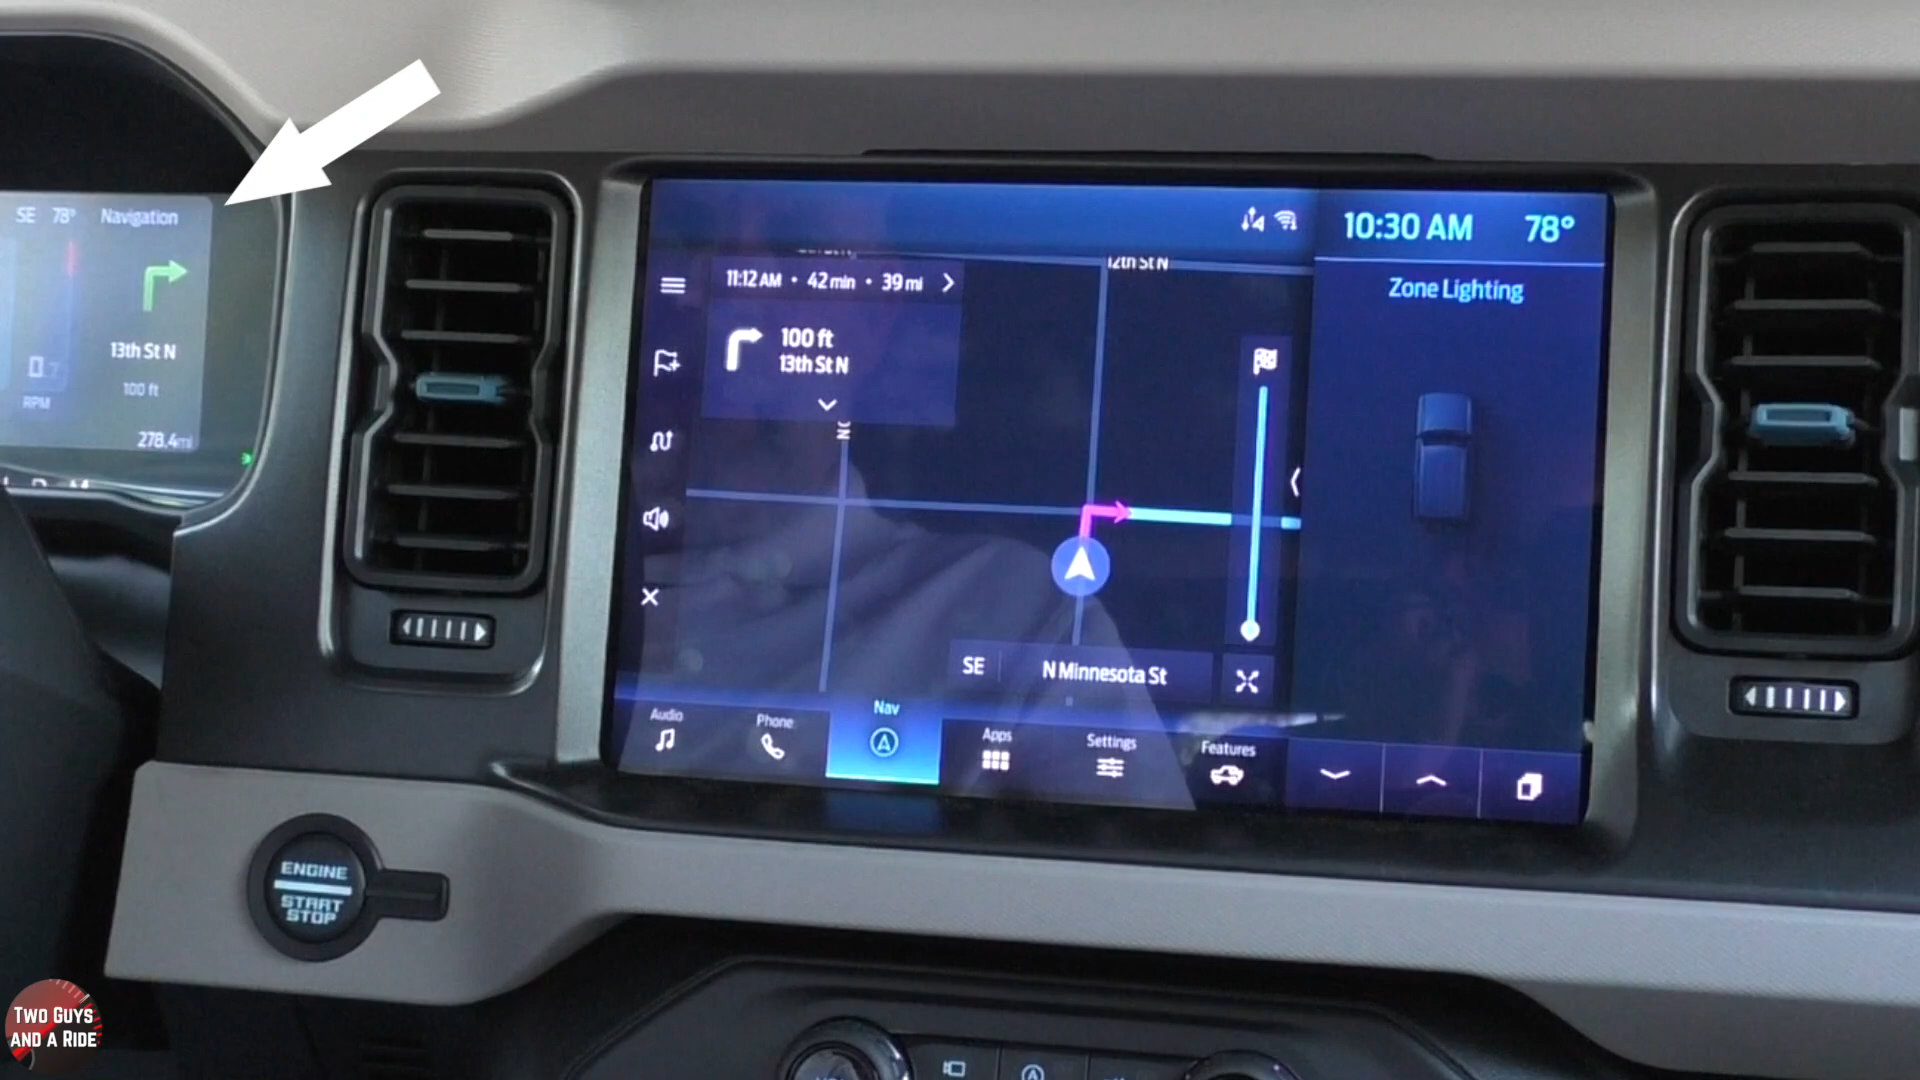 SE 78° Navigation
13th St N
100 ft
RPM
278.4mi
10:30 AM 78°
Zone Lighting
12th St N
11:12 AM • 42 min • 39 mi
100 ft
13th St N
SE N Minnesota St
Audio
Phone
Nav
Apps
Settings
Features
ENGINE
START
STOP
TWO GUYS
AND A RIDE